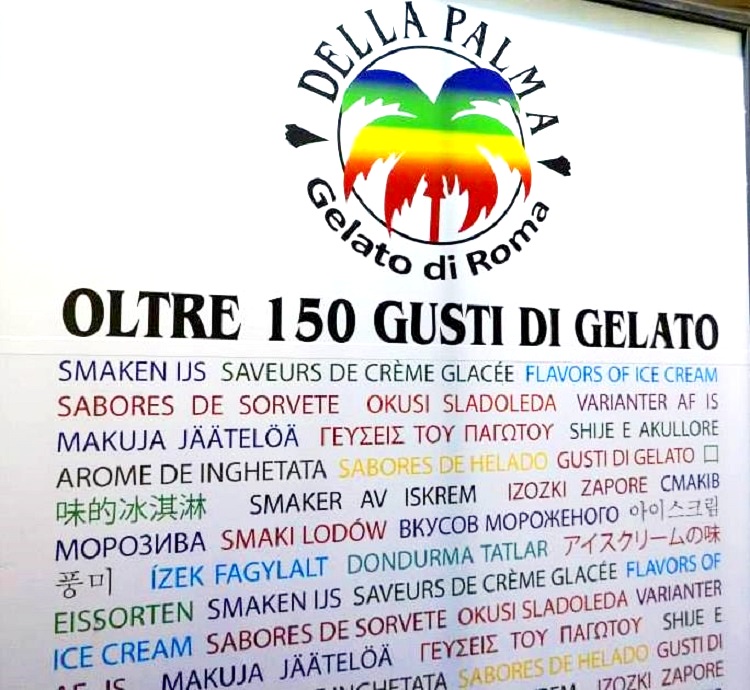 DELLA PALMA
Gelato di Roma
OLTRE 150 GUSTI DI GELATO
SMAKEN IJS SAVEURS DE CRÈME GLACÉE FLAVORS OF ICE CREAM
SABORES DE SORVETE OKUSI SLADOLEDA VARIANTER AF IS
MAKUJA JÄÄTELÖÄ ΓΕΥΣΕΙΣ ΤΟΥ ΠΑΓΩΤΟΥ SHIJE E AKULLORE
AROME DE INGHETATA SABORES DE HELADO GUSTI DI GELATO 口
味的冰淇淋 SMAKER AV ISKREM IZOZKI ZAPORE СМАКІВ
МОРОЗИВА SMAKI LODÓW ВКУСОВ МОРОЖЕНОГО 아이스크림
풍미 ÍZEK FAGYLALT DONDURMA TATLAR アイスクリームの味
EISSORTEN SMAKEN IJS SAVEURS DE CRÈME GLACÉE FLAVORS OF
ICE CREAM SABORES DE SORVETE OKUSI SLADOLEDA VARIANTER
AF IS MAKUJA JÄÄTELÖÄ ΓΕΥΣΕΙΣ ΤΟΥ ΠΑΓΩΤΟΥ SHIJE E
INGHETATA SABORES DE HELADO GUSTI DI
IZOZKI ZAPORE